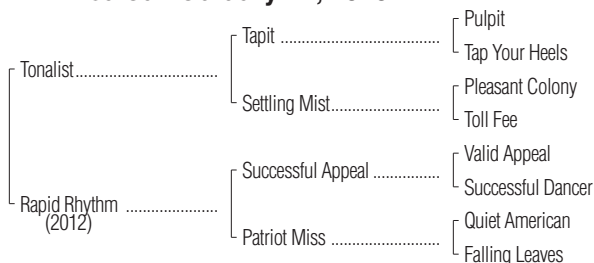 Pulpit
Tapit
Tap Your Heels
Tonalist
Pleasant Colony
Settling Mist
Toll Fee
Valid Appeal
Successful Appeal
Successful Dancer
Rapid Rhythm
(2012)
Quiet American
Patriot Miss
Falling Leaves